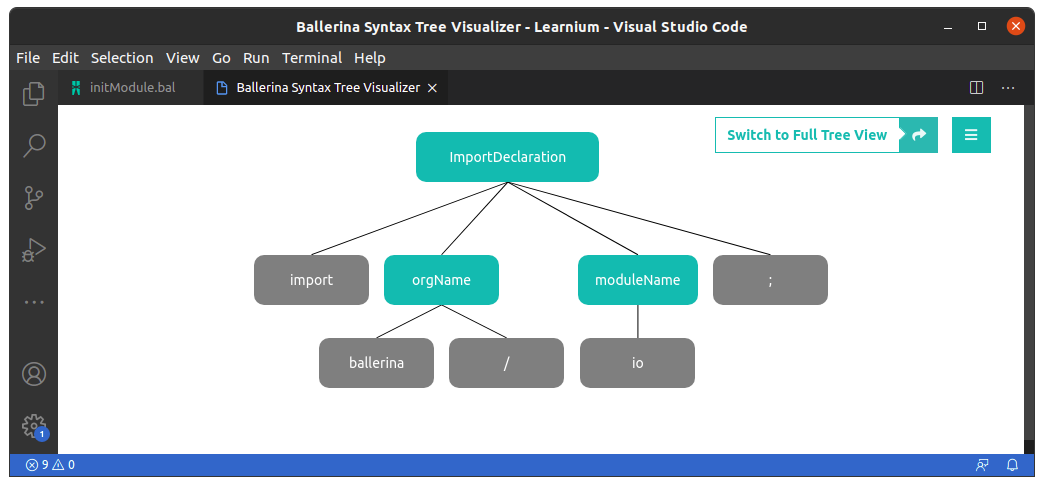 Ballerina Syntax Tree Visualizer - Learnium - Visual Studio Code
File Edit Selection View Go Run Terminal Help
initModule.bal Ballerina Syntax Tree Visualizer
Switch to Full Tree View
ImportDeclaration
import orgName moduleName ;
ballerina / io
1
9 0